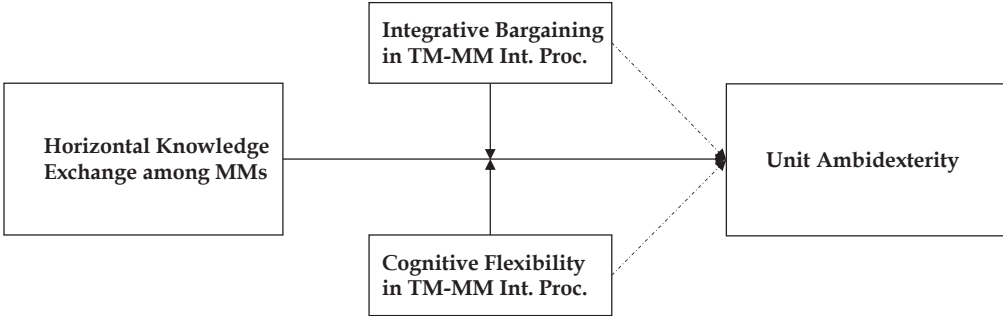 Integrative Bargaining
in TM-MM Int. Proc.
Horizontal Knowledge
Exchange among MMs
Unit Ambidexterity
Cognitive Flexibility
in TM-MM Int. Proc.